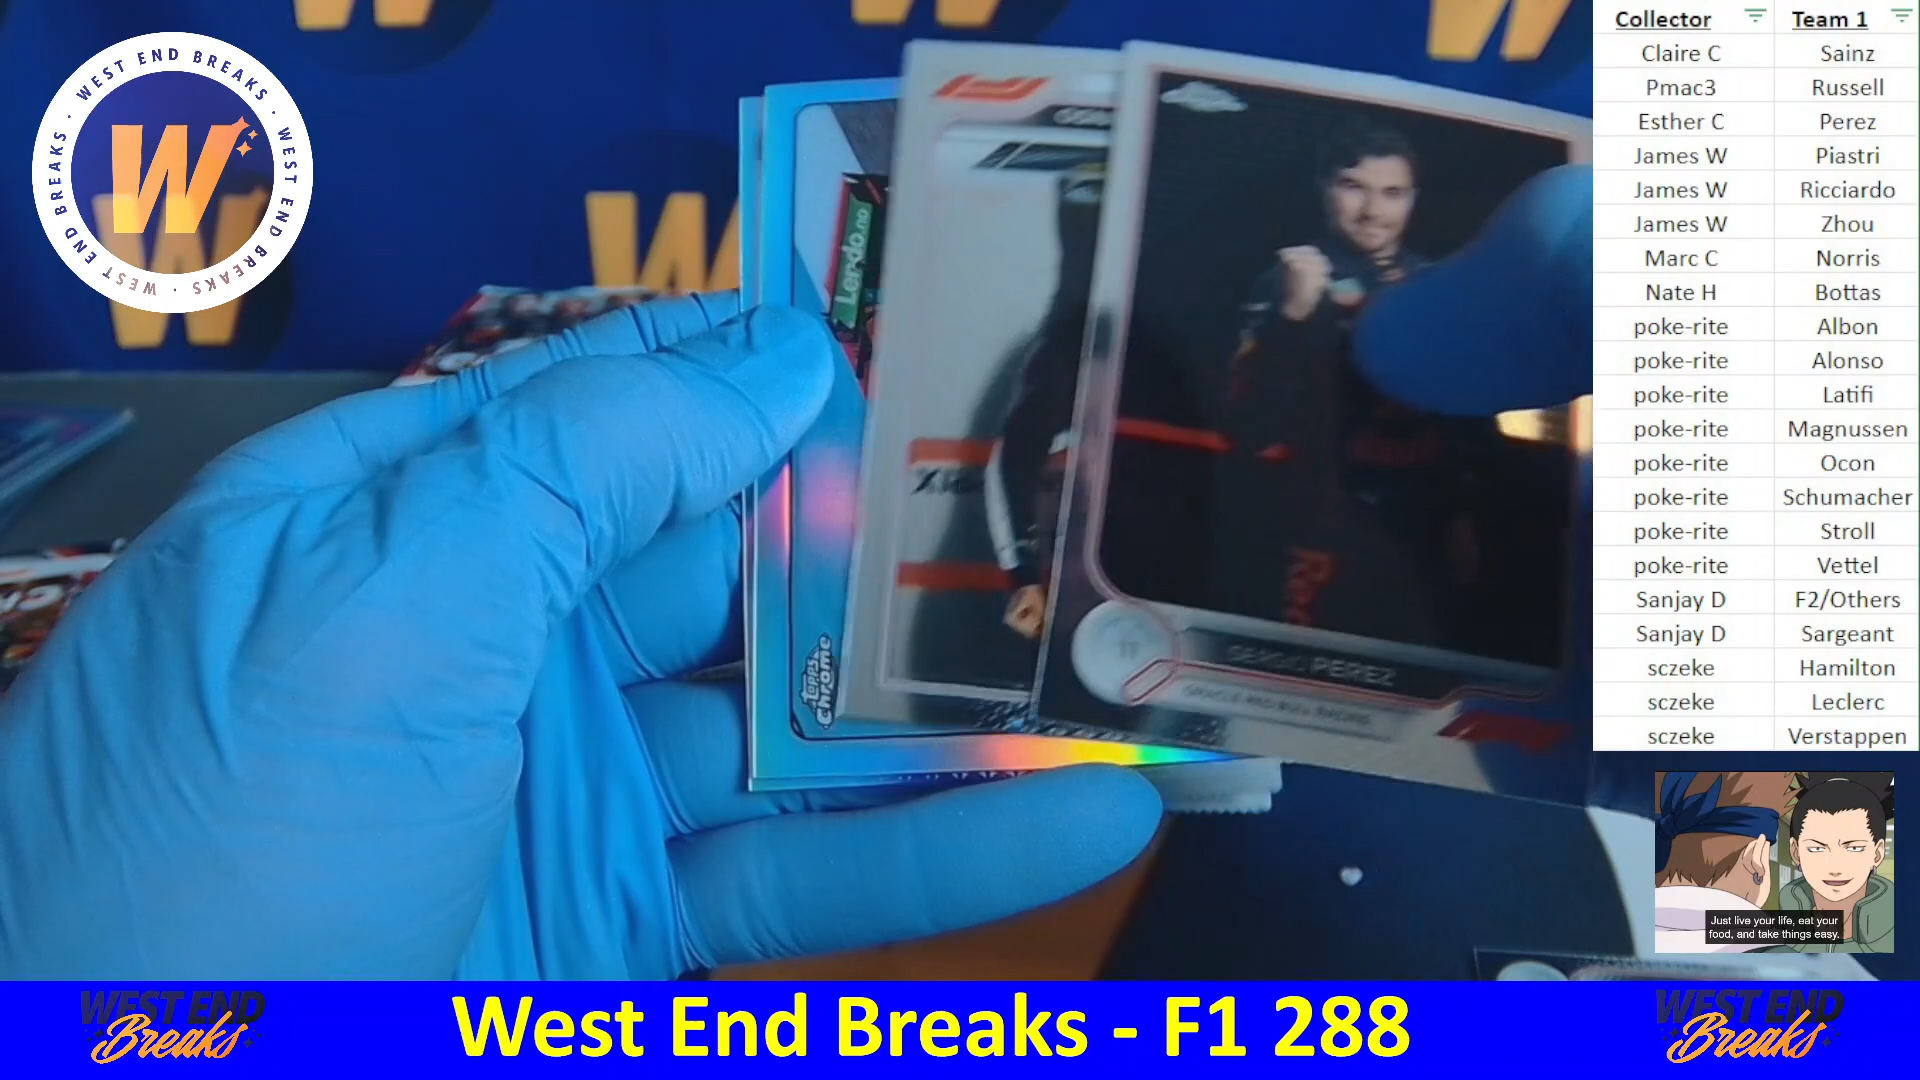 WEST END BREAKS · WEST END BREAKS · WEST END BREAKS ·
W
Collector Team 1
Claire C Sainz
Pmac3 Russell
Esther C Perez
James W Piastri
James W Ricciardo
James W Zhou
Marc C Norris
Nate H Bottas
poke-rite Albon
poke-rite Alonso
poke-rite Latifi
poke-rite Magnussen
poke-rite Ocon
poke-rite Schumacher
poke-rite Stroll
poke-rite Vettel
Sanjay D F2/Others
Sanjay D Sargeant
sczeke Hamilton
sczeke Leclerc
sczeke Verstappen
Lendo.no
Topps Chrome
SERGIO PEREZ
ORACLE RED BULL RACING
Just live your life, eat your
food, and take things easy.
WEST END
Breaks
West End Breaks - F1 288
WEST END
Breaks